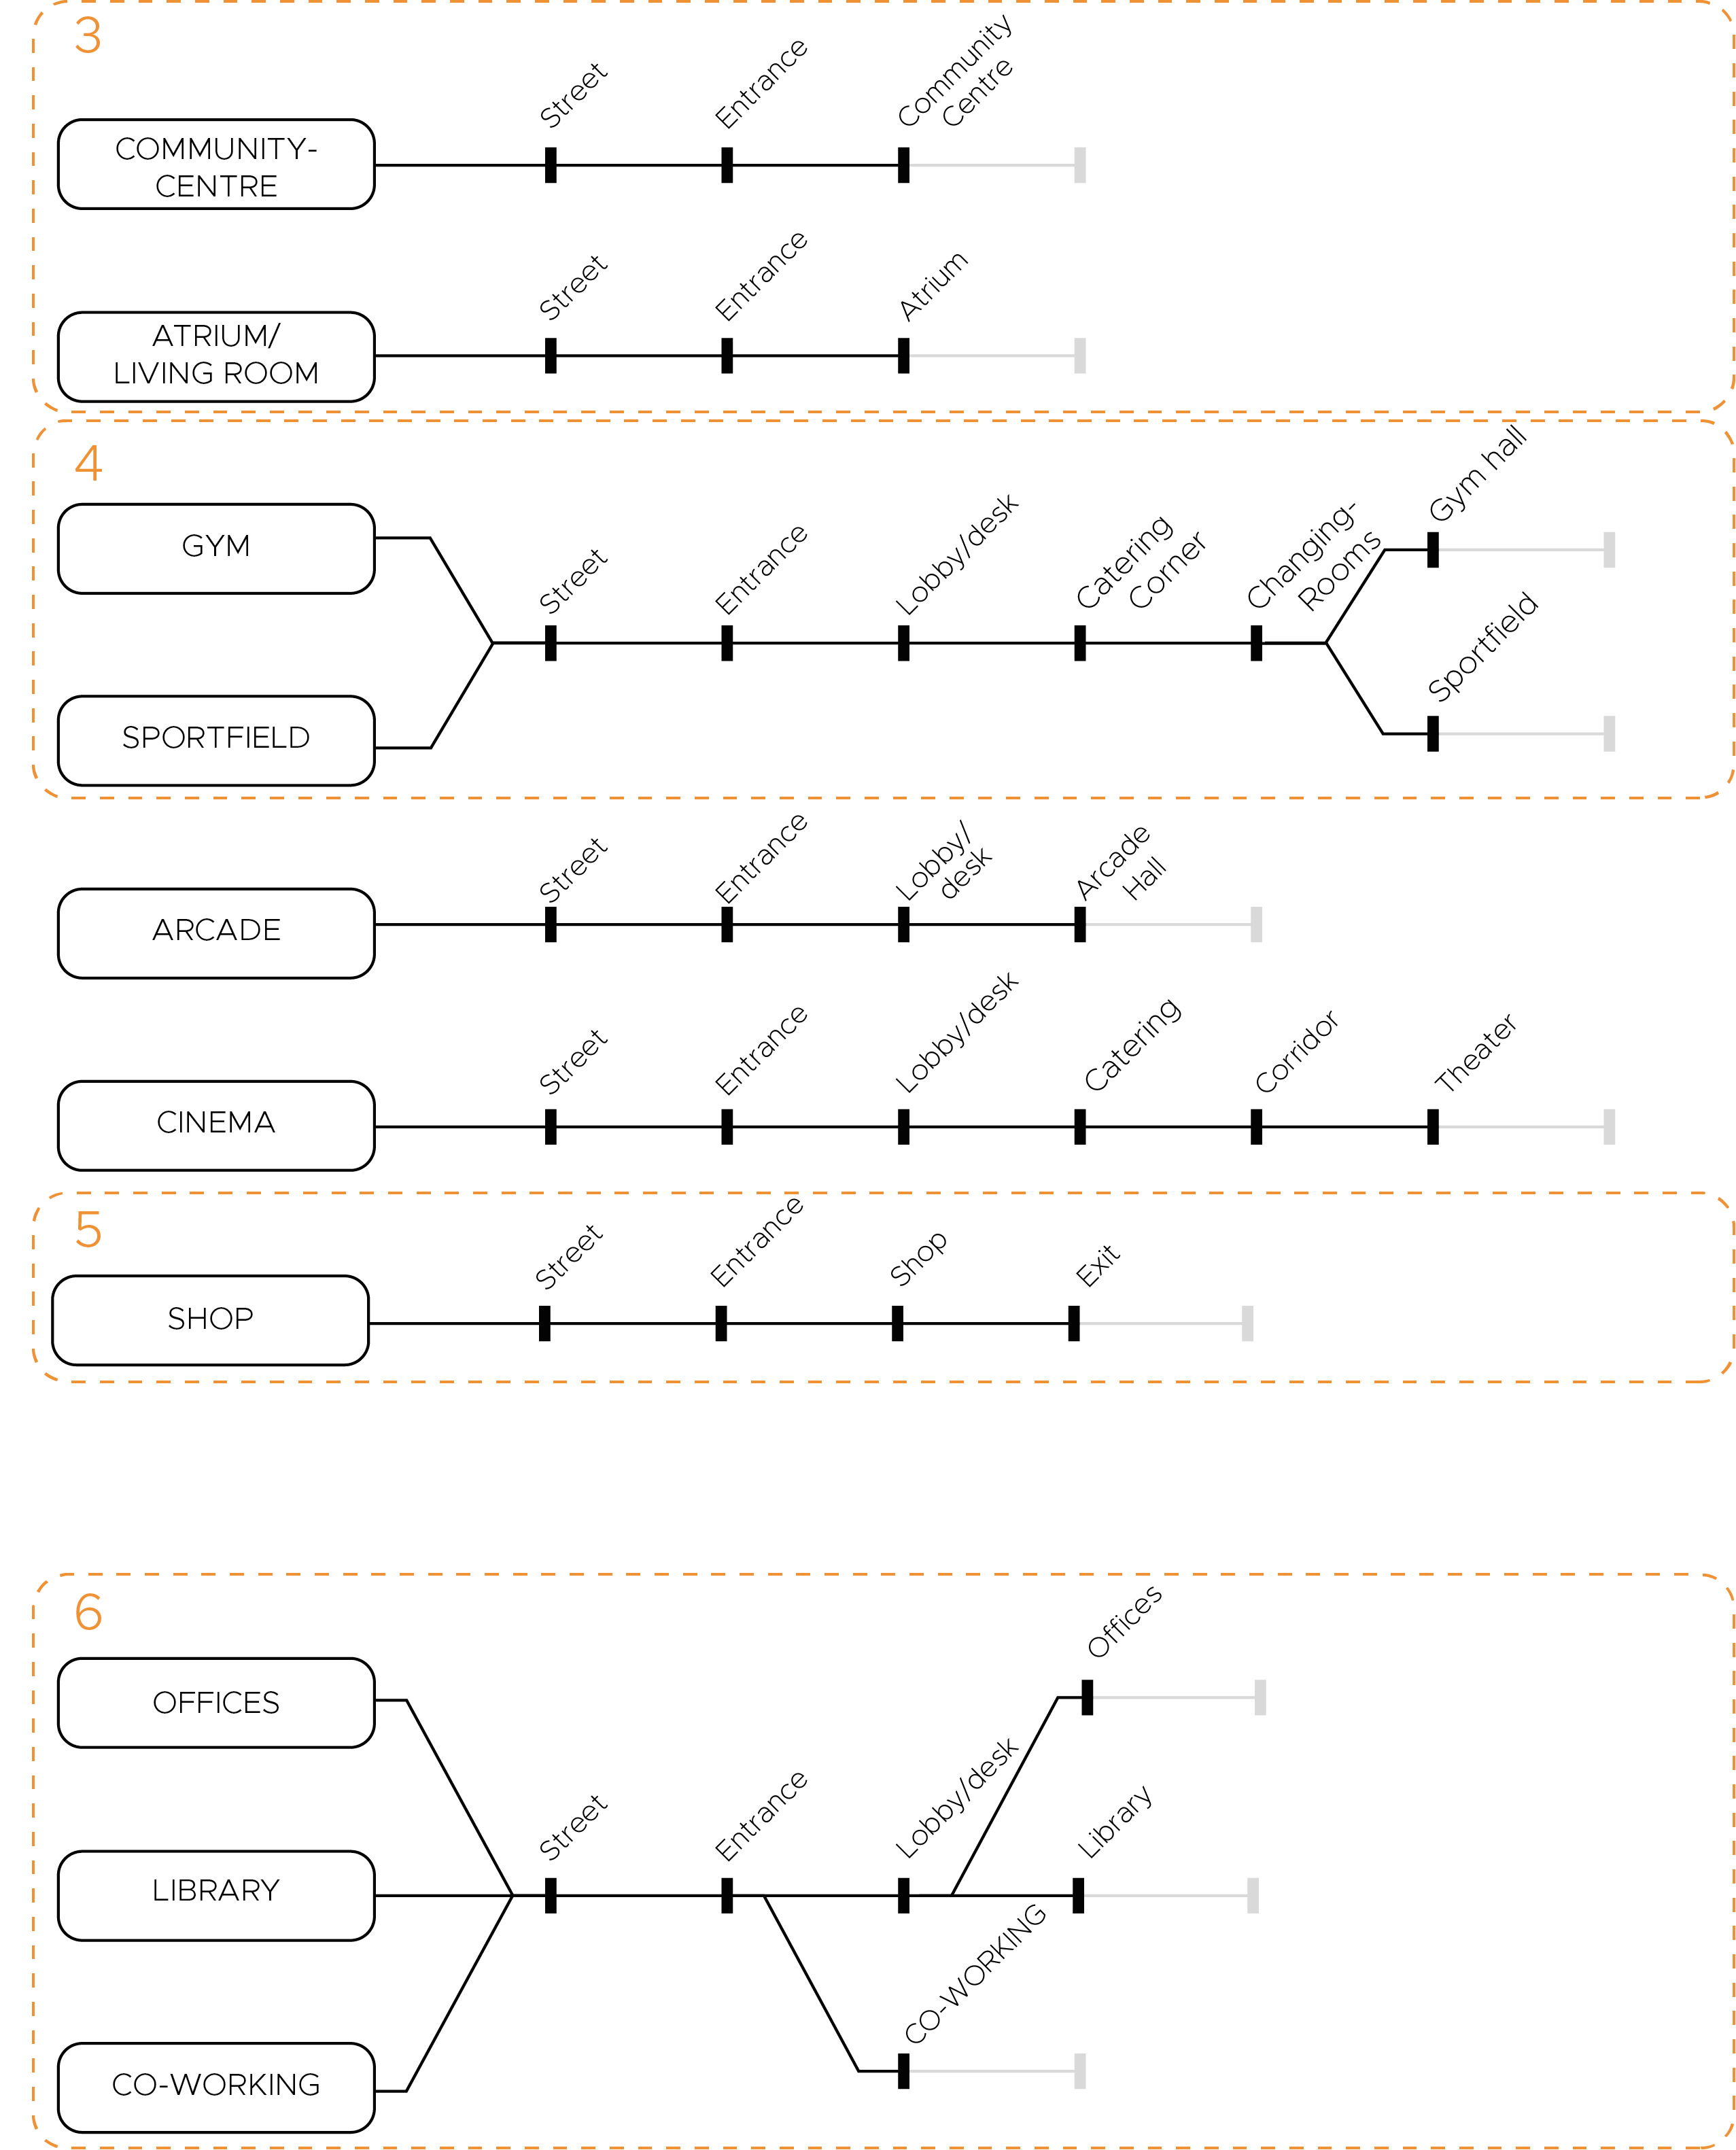 3
Street
Entrance
Community
Centre
COMMUNITY-
CENTRE
Street
Entrance
Atrium
ATRIUM/
LIVING ROOM
4
GYM
SPORTFIELD
Street
Entrance
Lobby/desk
Catering
Corner
Changing-
Rooms
Gym hall
Sportfield
Street
Entrance
Lobby/
desk
Arcade
Hall
ARCADE
Street
Entrance
Lobby/desk
Catering
Corridor
Theater
CINEMA
5
Street
Entrance
Shop
Exit
SHOP
6
OFFICES
LIBRARY
CO-WORKING
Street
Entrance
Lobby/desk
Offices
Library
CO-WORKING